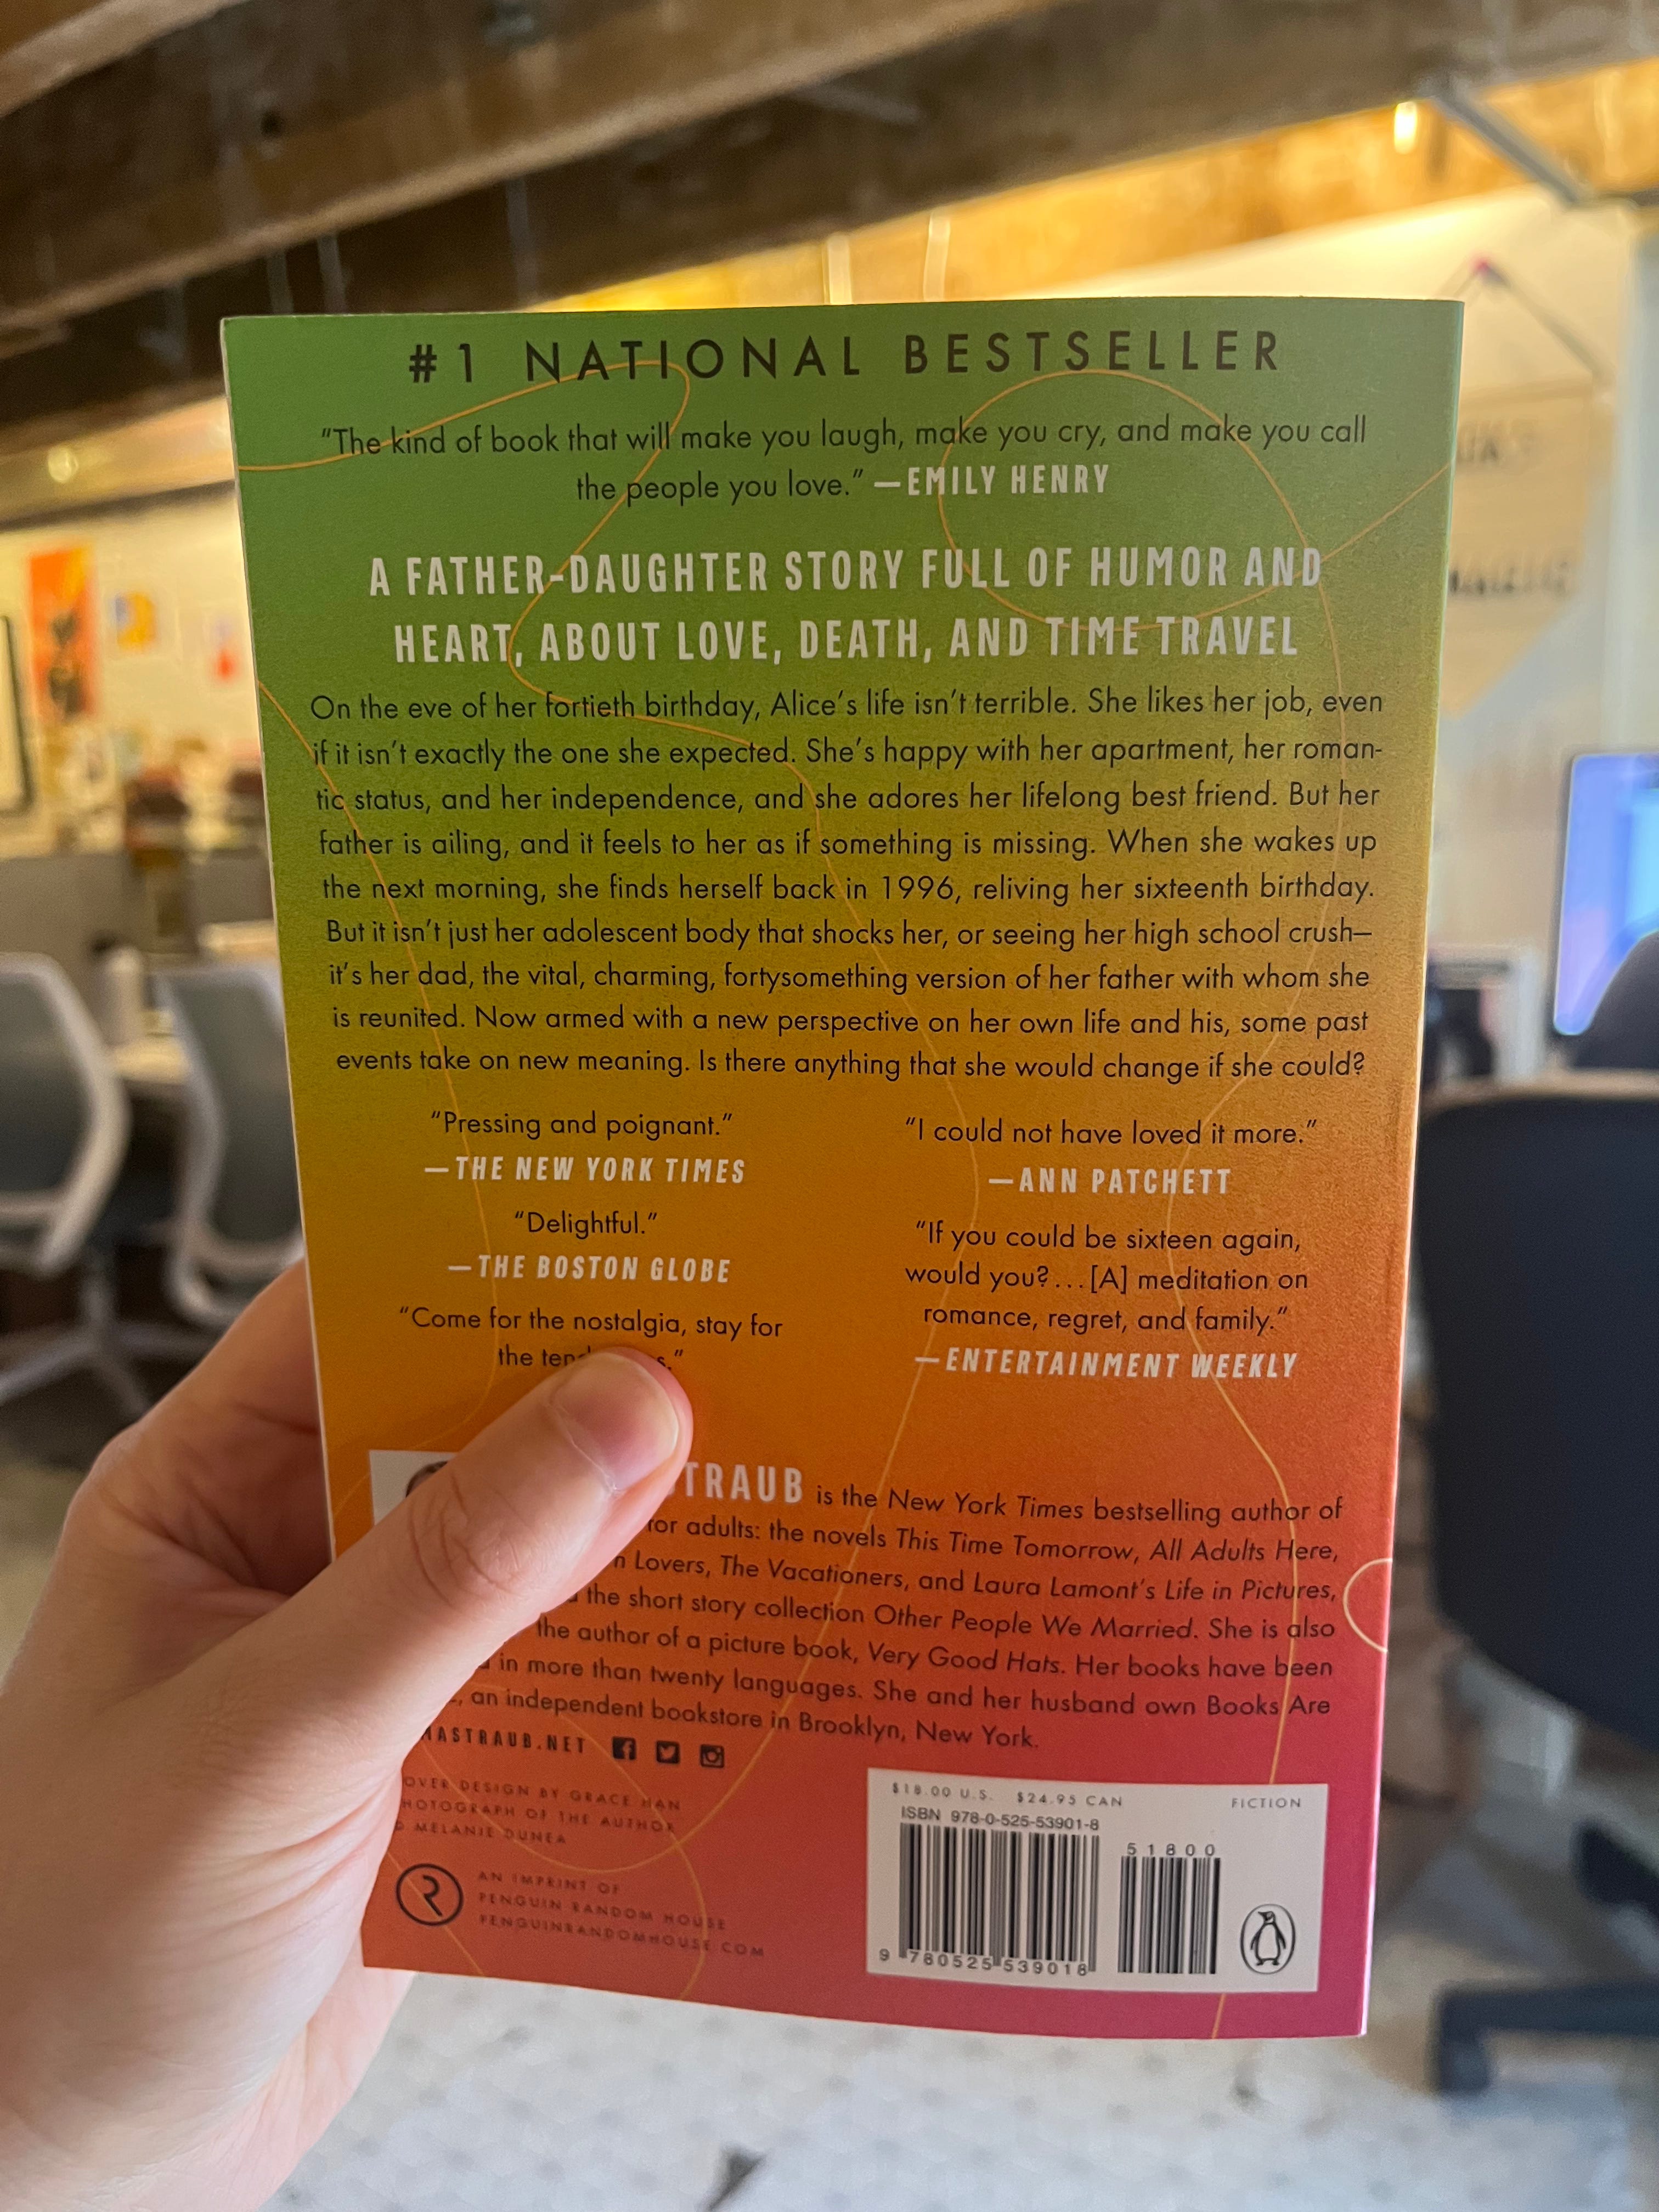 #1 NATIONAL BESTSELLER
“The kind of book that will make you laugh, make you cry, and make you call
the people you love.” —EMILY HENRY
A FATHER-DAUGHTER STORY FULL OF HUMOR AND
HEART, ABOUT LOVE, DEATH, AND TIME TRAVEL
On the eve of her fortieth birthday, Alice’s life isn’t terrible. She likes her job, even
if it isn’t exactly the one she expected. She’s happy with her apartment, her roman-
tic status, and her independence, and she adores her lifelong best friend. But her
father is ailing, and it feels to her as if something is missing. When she wakes up
the next morning, she finds herself back in 1996, reliving her sixteenth birthday.
But it isn’t just her adolescent body that shocks her, or seeing her high school crush—
it’s her dad, the vital, charming, fortysomething version of her father with whom she
is reunited. Now armed with a new perspective on her own life and his, some past
events take on new meaning. Is there anything that she would change if she could?
“Pressing and poignant.”
—THE NEW YORK TIMES
“Delightful.”
—THE BOSTON GLOBE
“Come for the nostalgia, stay for
the
“I could not have loved it more.”
—ANN PATCHETT
“If you could be sixteen again,
would you?...[A] meditation on
romance, regret, and family.”
—ENTERTAINMENT WEEKLY
STRAUB is the New York Times bestselling author of
for adults: the novels This Time Tomorrow, All Adults Here,
Lovers, The Vacationers, and Laura Lamont’s Life in Pictures,
the short story collection Other People We Married. She is also
the author of a picture book, Very Good Hats. Her books have been
in more than twenty languages. She and her husband own Books Are
an independent bookstore in Brooklyn, New York.
MASTRAUB.NET
OVER DESIGN BY GRACE HAN
HOTOGRAPH OF THE AUTHOR
© MELANIE DUNEA
R
AN IMPRINT OF
PENGUIN RANDOM HOUSE
PENGUINRANDOMHOUSE.COM
$18.00 U.S. $24.95 CAN FICTION
ISBN 978-0-525-53901-8
51800
9 780525 539018